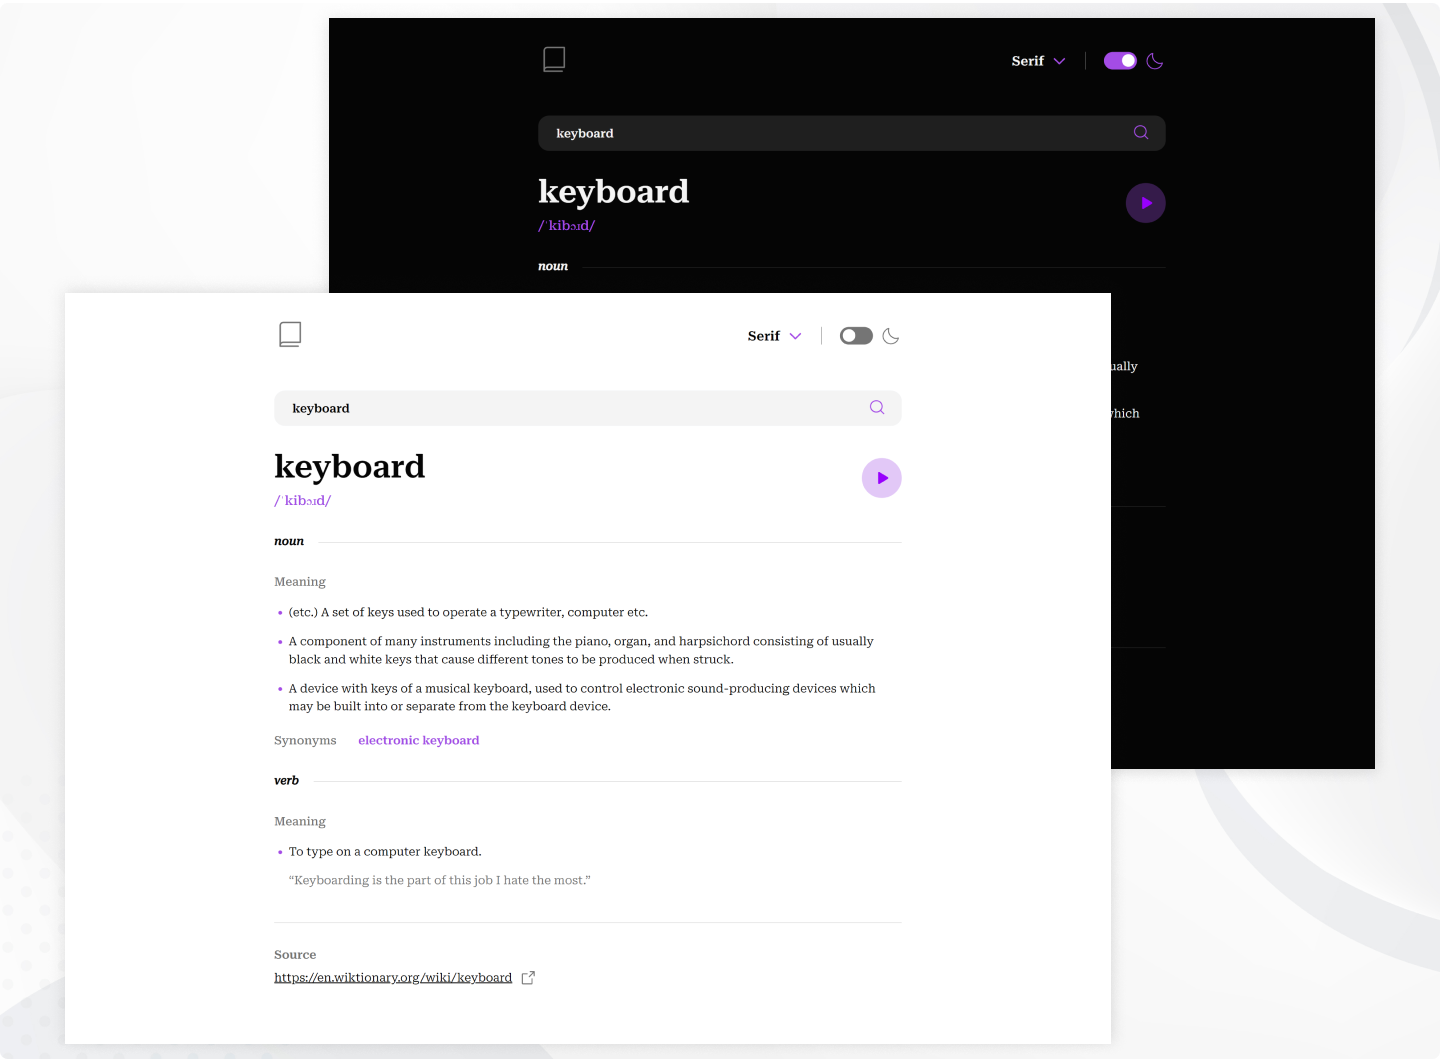 Serif
keyboard
keyboard
/ˈkibɔɹd/
noun
ually
which
Serif
keyboard
keyboard
/ˈkibɔɹd/
noun
Meaning
(etc.) A set of keys used to operate a typewriter, computer etc.
A component of many instruments including the piano, organ, and harpsichord consisting of usually
black and white keys that cause different tones to be produced when struck.
A device with keys of a musical keyboard, used to control electronic sound-producing devices which
may be built into or separate from the keyboard device.
Synonyms electronic keyboard
verb
Meaning
To type on a computer keyboard.
“Keyboarding is the part of this job I hate the most.”
Source
https://en.wiktionary.org/wiki/keyboard